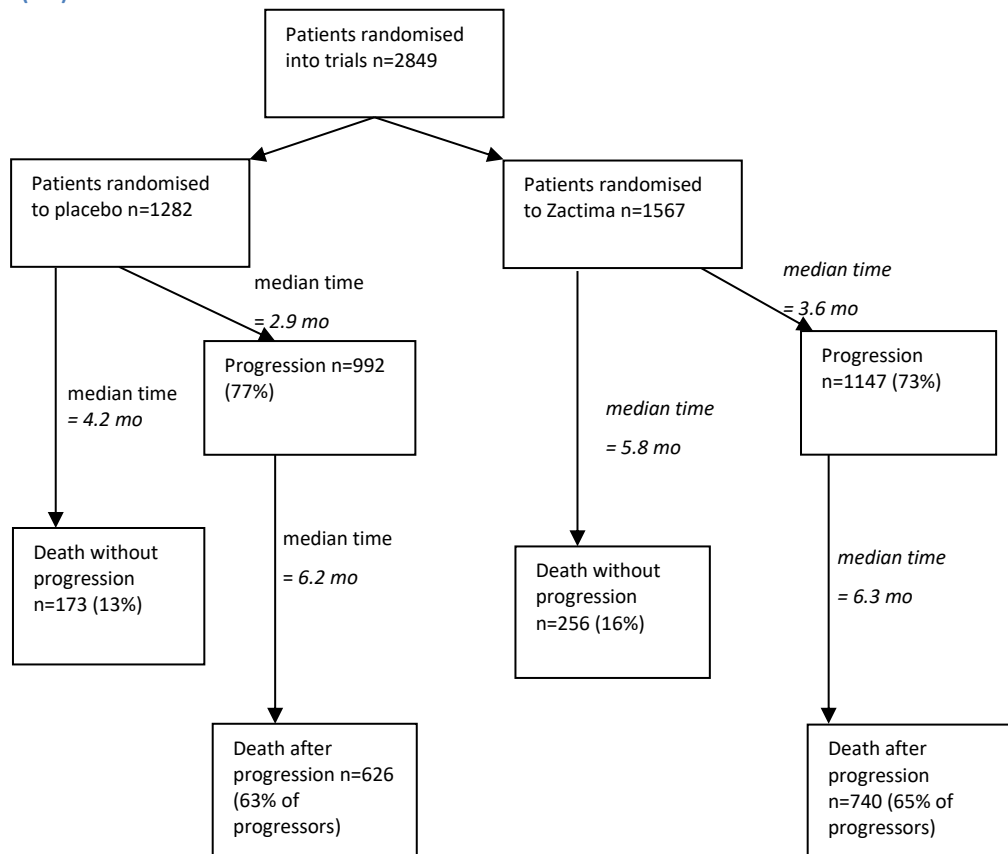 Patients randomised
into trials n=2849
Patients randomised
to placebo n=1282
Patients randomised
to Zactima n=1567
median time
= 2.9 mo
median time
= 3.6 mo
Progression n=992
(77%)
Progression
n=1147 (73%)
median time
= 4.2 mo
median time
= 5.8 mo
Death without
progression
n=173 (13%)
median time
= 6.2 mo
Death without
progression
n=256 (16%)
median time
= 6.3 mo
Death after
progression n=626
(63% of
progressors)
Death after
progression
n=740 (65% of
progressors)